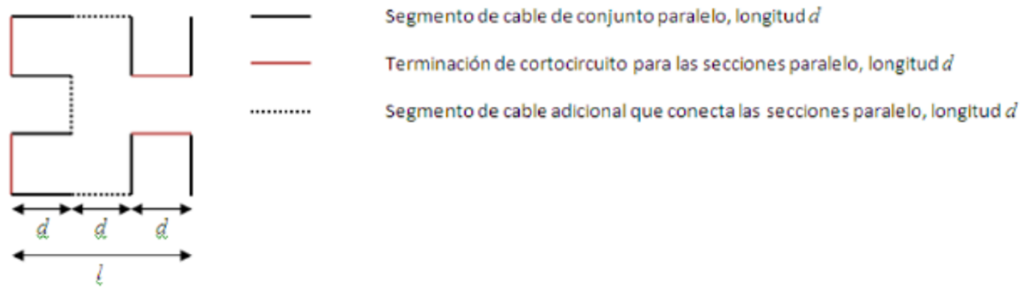 Segmento de cable de conjunto paralelo, longitud d
Terminación de cortocircuito para las secciones paralelo, longitud d
Segmento de cable adicional que conecta las secciones paralelo, longitud d
d d d
l